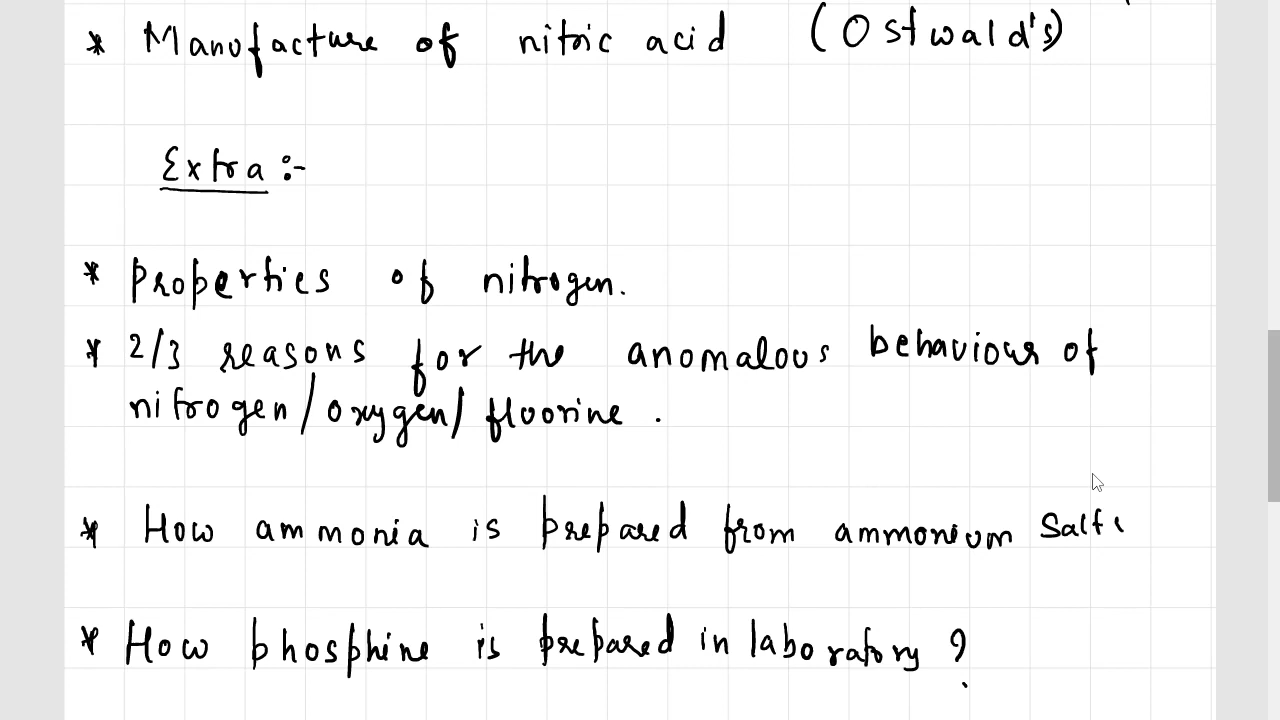 * Manufacture of nitric acid (Ostwald's)
Extra :-
* properties of nitrogen.
* 2/3 reasons for the anomalous behaviour of
nitrogen/oxygen/fluorine.
* How ammonia is prepared from ammonium
* How phosphine is prepared in laboratory ?